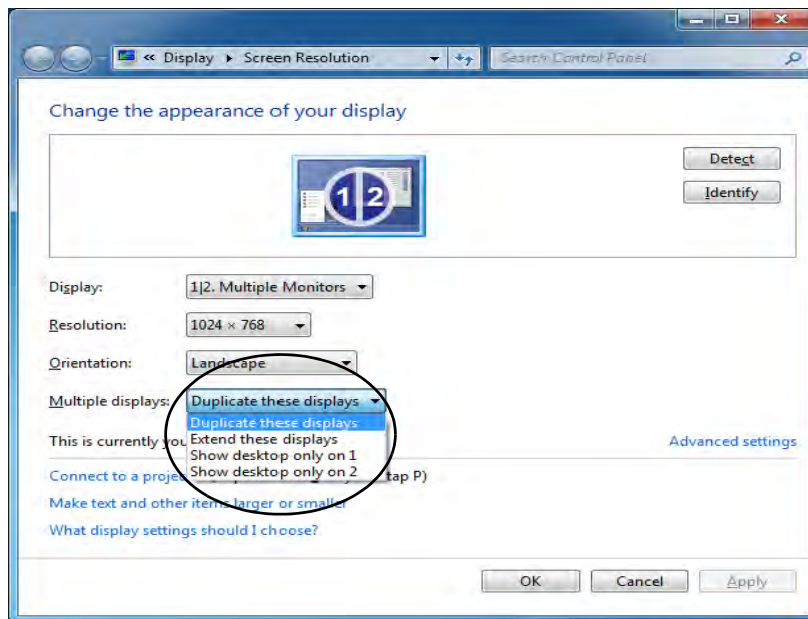 « Display ▸ Screen Resolution
Search Control Panel
Change the appearance of your display
1 2
Detect
Identify
Display: 1|2. Multiple Monitors
Resolution: 1024 × 768
Orientation: Landscape
Multiple displays: Duplicate these displays
Duplicate these displays
Extend these displays
Show desktop only on 1
Show desktop only on 2
This is currently yo
Advanced settings
Connect to a proje tap P)
Make text and other items larger or smaller
What display settings should I choose?
OK Cancel Apply